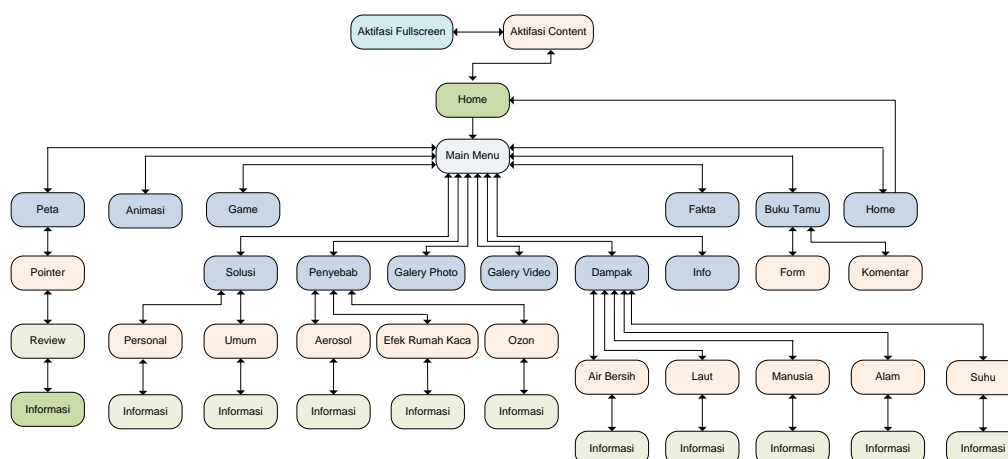 Aktifasi Fullscreen
Aktifasi Content
Home
Main Menu
Peta
Animasi
Game
Fakta
Buku Tamu
Home
Pointer
Solusi
Penyebab
Galery Photo
Galery Video
Dampak
Info
Form
Komentar
Review
Personal
Umum
Aerosol
Efek Rumah Kaca
Ozon
Air Bersih
Laut
Manusia
Alam
Suhu
Informasi
Informasi
Informasi
Informasi
Informasi
Informasi
Informasi
Informasi
Informasi
Informasi
Informasi